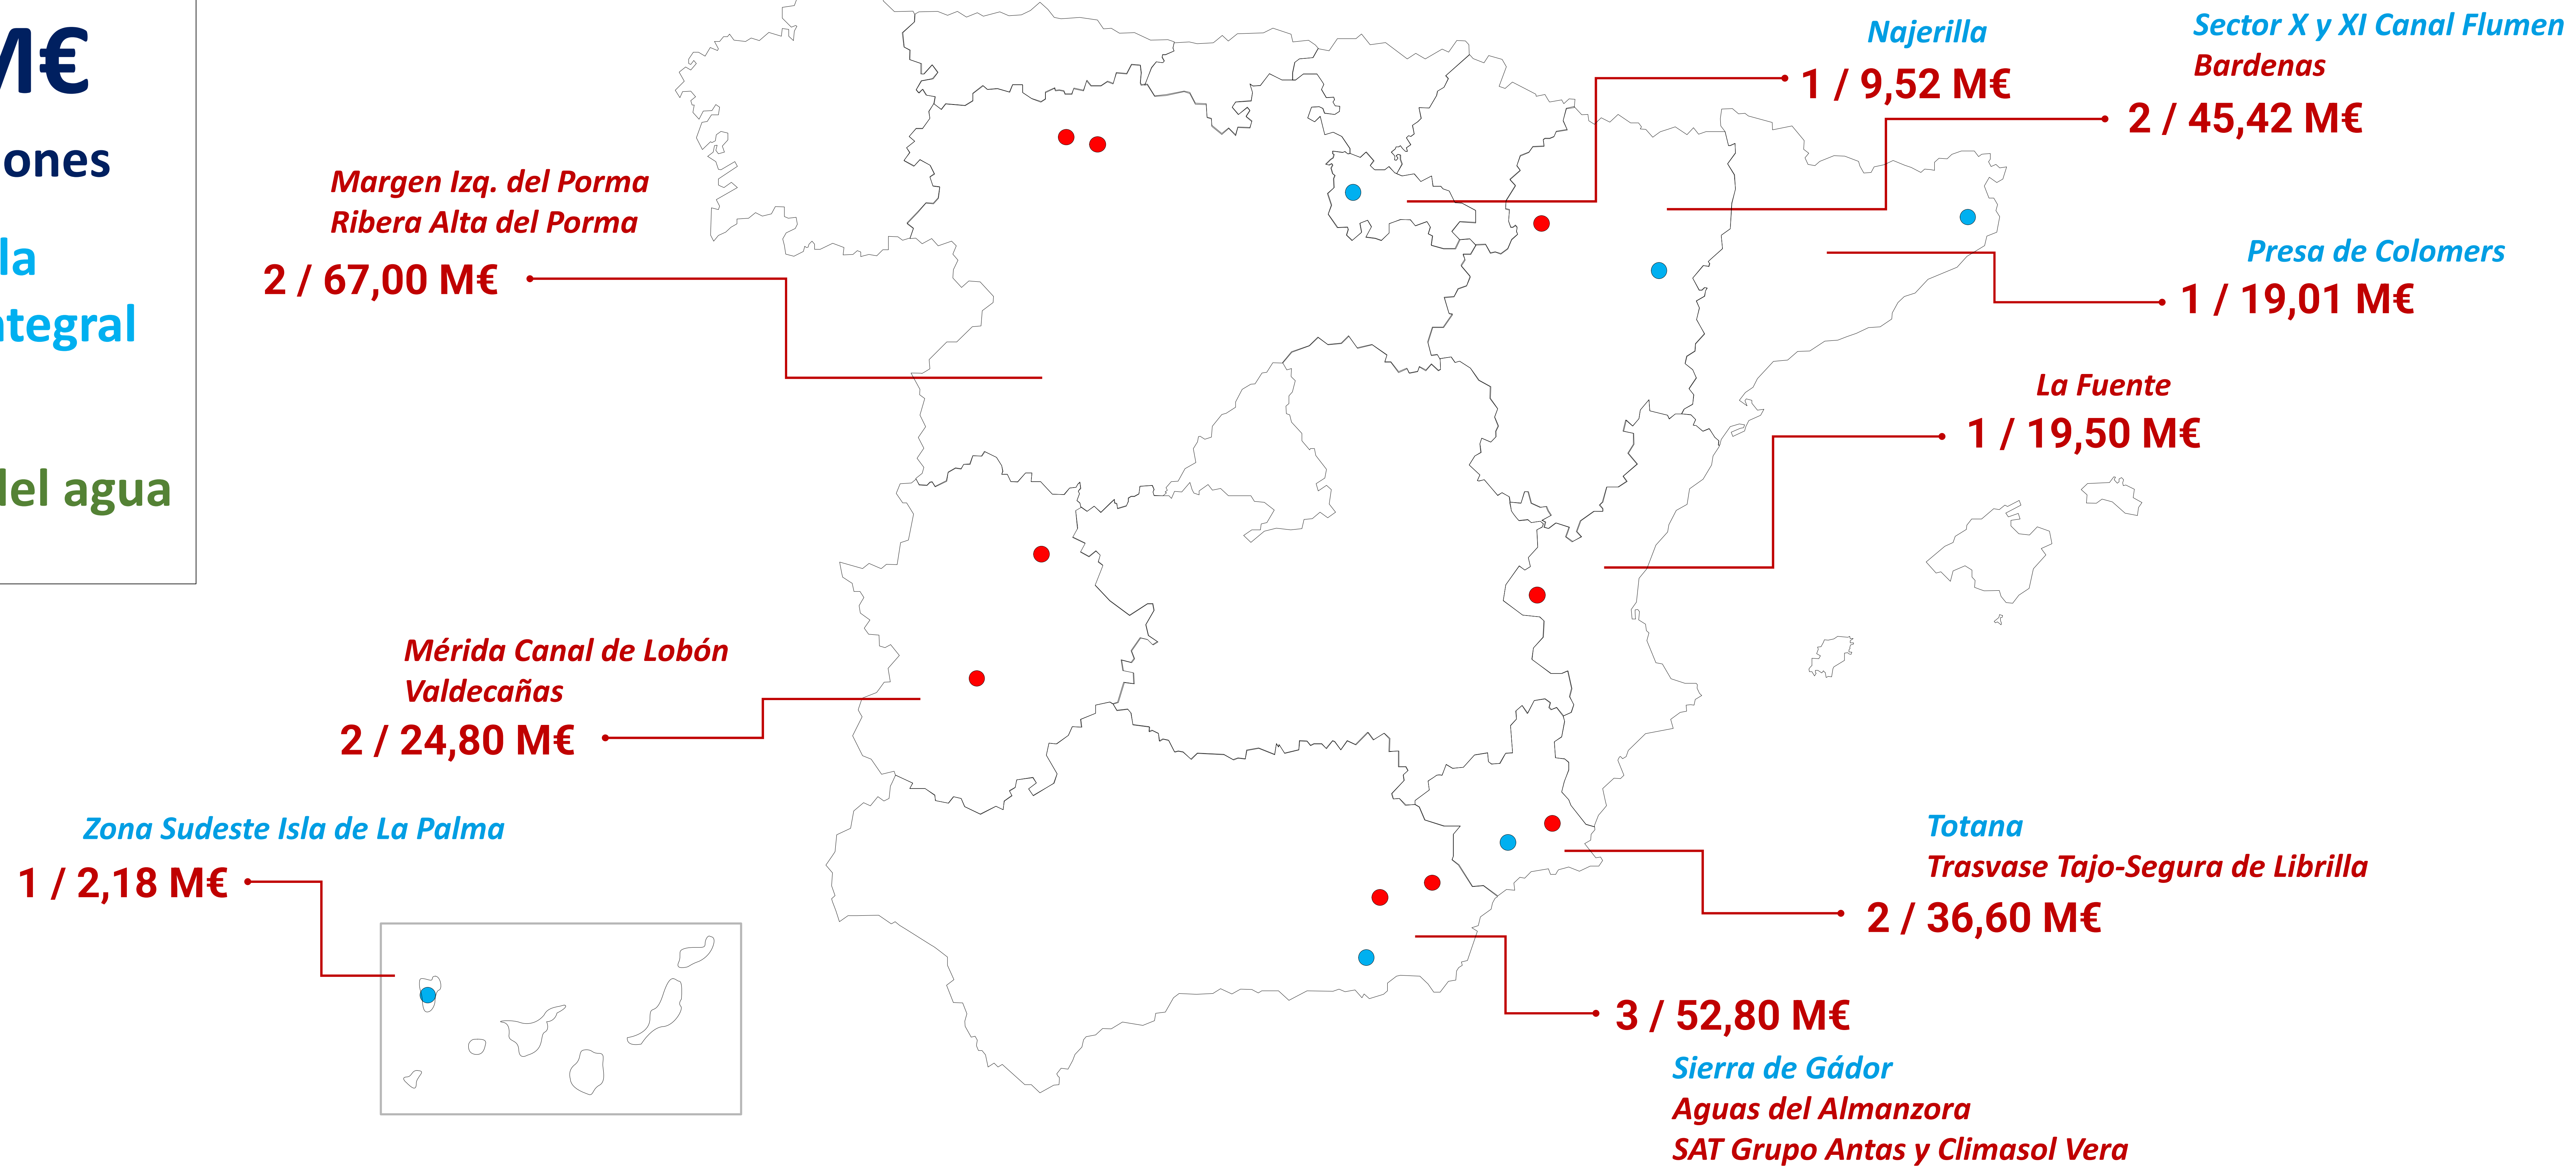 M€
ones
la
ntegral
del agua
Margen Izq. del Porma
Ribera Alta del Porma
2 / 67,00 M€
Mérida Canal de Lobón
Valdecañas
2 / 24,80 M€
Zona Sudeste Isla de La Palma
1 / 2,18 M€
Najerilla
1 / 9,52 M€
Sector X y XI Canal Flumen
Bardenas
2 / 45,42 M€
Presa de Colomers
1 / 19,01 M€
La Fuente
1 / 19,50 M€
Totana
Trasvase Tajo-Segura de Librilla
2 / 36,60 M€
3 / 52,80 M€
Sierra de Gádor
Aguas del Almanzora
SAT Grupo Antas y Climasol Vera